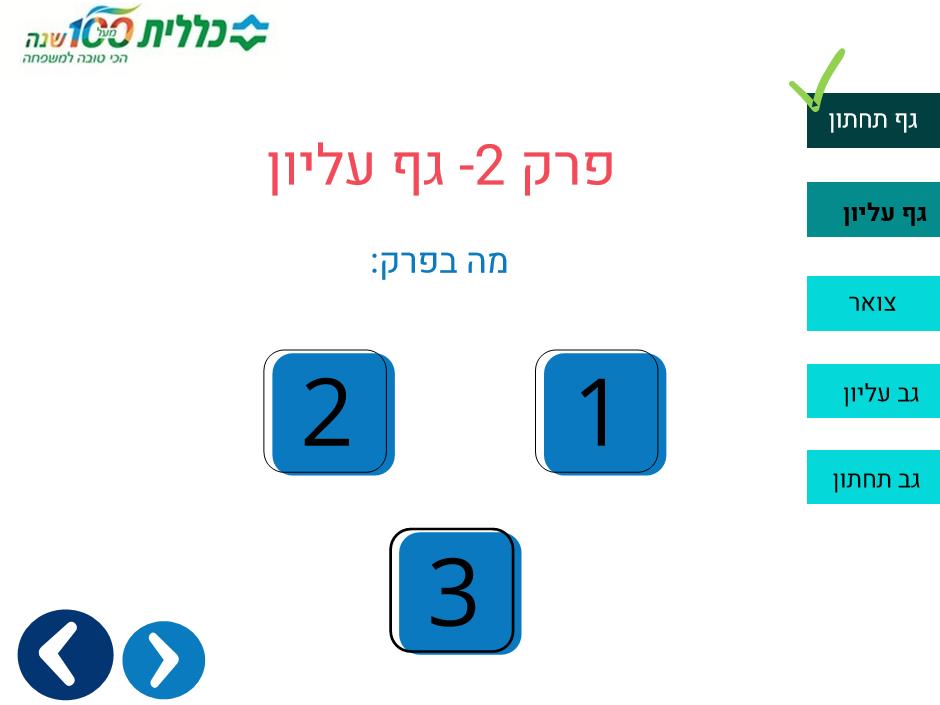 כללית מעל 100 שנה
הכי טובה למשפחה
גף תחתון
פרק 2- גף עליון
גף עליון
מה בפרק:
צואר
1
2
גב עליון
גב תחתון
3